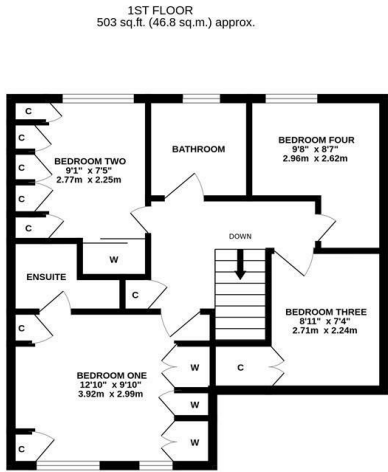 1ST FLOOR
503 sq.ft. (46.8 sq.m.) approx.
C
C
C
C
C
BEDROOM TWO
9'1" x 7'5"
2.77m x 2.25m
BATHROOM
BEDROOM FOUR
9'8" x 8'7"
2.96m x 2.62m
W
DOWN
ENSUITE
C
C
BEDROOM THREE
8'11" x 7'4"
2.71m x 2.24m
BEDROOM ONE
12'10" x 9'10"
3.92m x 2.99m
W
C
W
W
C